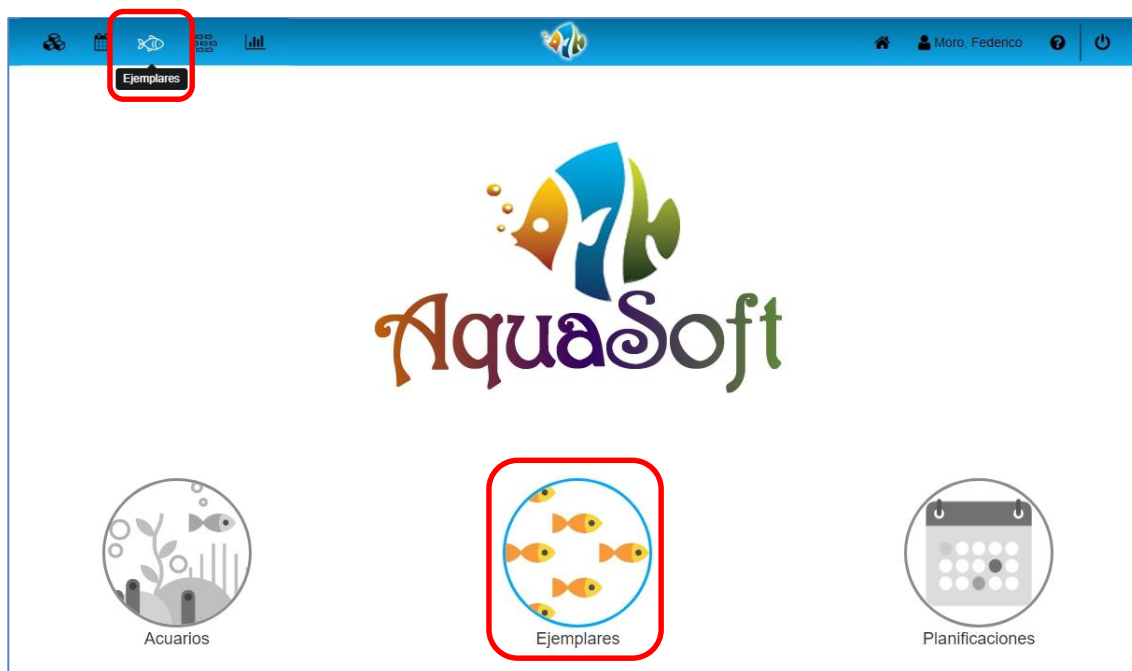 Moro, Federico
Ejemplares
AquaSoft
Acuarios
Ejemplares
Planificaciones